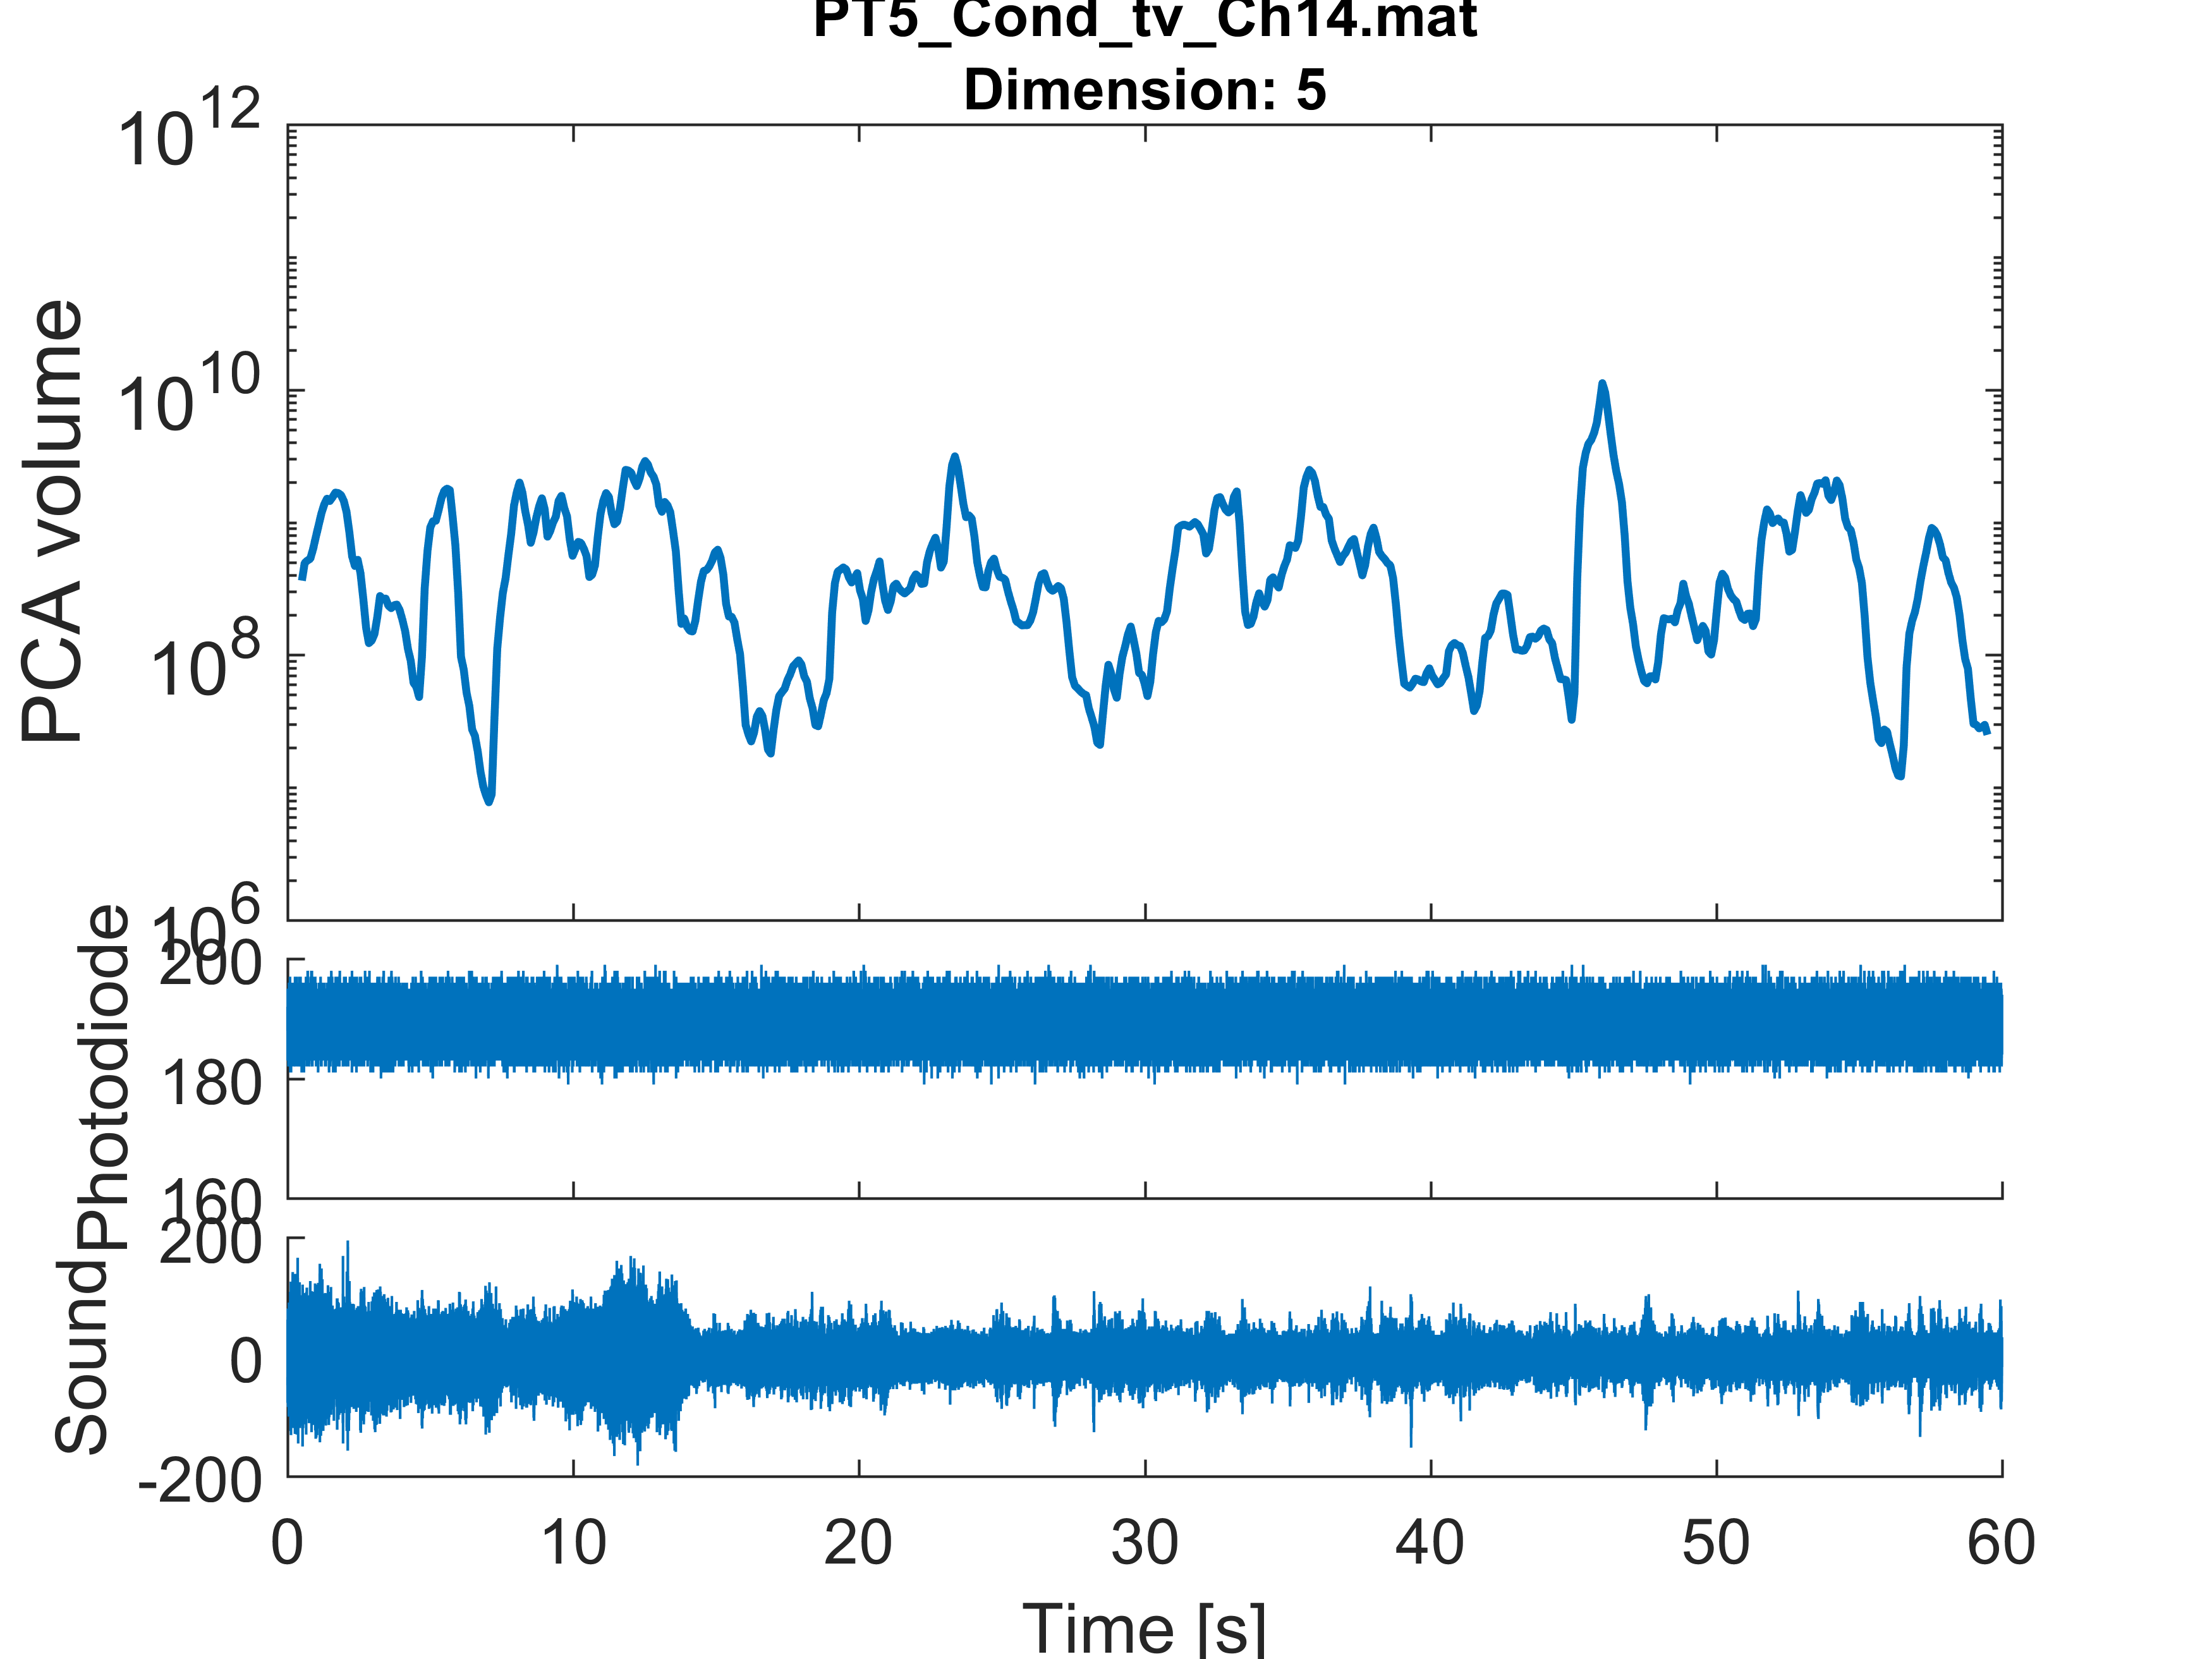 PT5_Cond_tv_Ch14.mat
Dimension: 5
PCA volume
10^12
10^10
10^8
10^6
Photodiode
200
180
160
Sound
200
0
-200
0 10 20 30 40 50 60
Time [s]